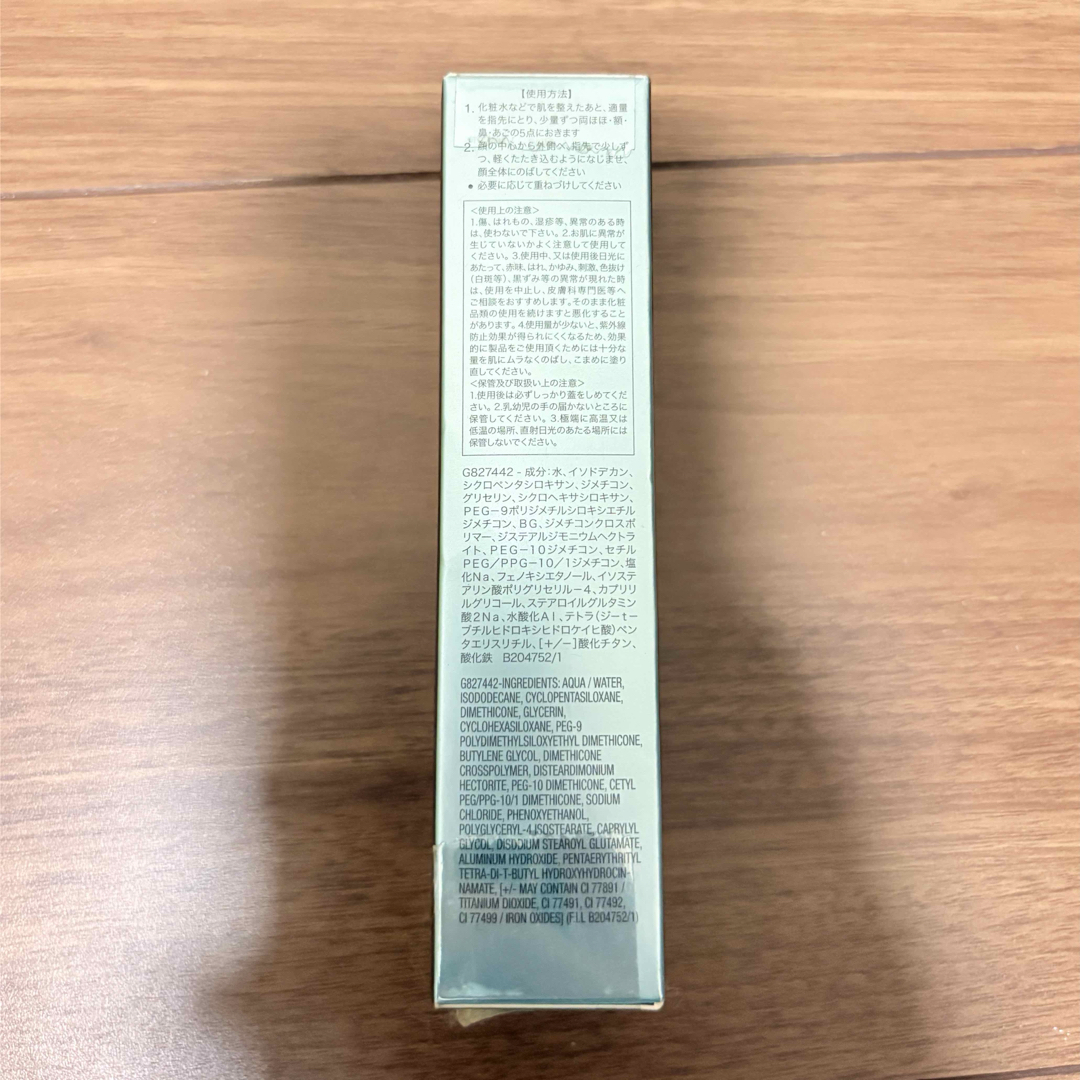 【使用方法】
1. 化粧水などで肌を整えたあと、適量
を指先にとり、少量ずつ両ほほ・額・
鼻・あごの5点におきます
2. 顔の中心から外側へ、指先で少しず
つ、軽くたたき込むようになじませ、
顔全体にのばしてください
● 必要に応じて重ねづけしてください
<使用上の注意>
1.傷、はれもの、湿疹等、異常のある時
は、使わないで下さい。2.お肌に異常が
生じていないかよく注意して使用して
ください。3.使用中、又は使用後日光に
あたって、赤味、はれ、かゆみ、刺激、色抜け
(白斑等)、黒ずみ等の異常が現れた時
は、使用を中止し、皮膚科専門医等へ
ご相談をおすすめします。そのまま化粧
品類の使用を続けますと悪化すること
があります。4.使用量が少ないと、紫外線
防止効果が得られにくくなるため、効果
的に製品をご使用頂くためには十分な
量を肌にムラなくのばし、こまめに塗り
直してください。
<保管及び取扱い上の注意>
1.使用後は必ずしっかり蓋をしめてくだ
さい。2.乳幼児の手の届かないところに
保管してください。3.極端に高温又は
低温の場所、直射日光のあたる場所には
保管しないでください。
G827442 - 成分:水、イソドデカン、
シクロペンタシロキサン、ジメチコン、
グリセリン、シクロヘキサシロキサン、
PEG－9ポリジメチルシロキシエチル
ジメチコン、BG、ジメチコンクロスポ
リマー、ジステアルジモニウムヘクトラ
イト、PEG－10ジメチコン、セチル
PEG／PPG－10／1ジメチコン、塩
化Na、フェノキシエタノール、イソステ
アリン酸ポリグリセリル－4、カプリリ
ルグリコール、ステアロイルグルタミン
酸2Na、水酸化Al、テトラ(ジーtー
ブチルヒドロキシヒドロケイヒ酸)ペン
タエリスリチル、[＋/－]酸化チタン、
酸化鉄 B204752/1
G827442-INGREDIENTS: AQUA / WATER,
ISODODECANE, CYCLOPENTASILOXANE,
DIMETHICONE, GLYCERIN,
CYCLOHEXASILOXANE, PEG-9
POLYDIMETHYLSILOXYETHYL DIMETHICONE,
BUTYLENE GLYCOL, DIMETHICONE
CROSSPOLYMER, DISTEARDIMONIUM
HECTORITE, PEG-10 DIMETHICONE, CETYL
PEG/PPG-10/1 DIMETHICONE, SODIUM
CHLORIDE, PHENOXYETHANOL,
POLYGLYCERYL-4 ISOSTEARATE, CAPRYLYL
GLYCOL, DISODIUM STEAROYL GLUTAMATE,
ALUMINUM HYDROXIDE, PENTAERYTHRITYL
TETRA-DI-T-BUTYL HYDROXYHYDROCIN-
NAMATE, [+/- MAY CONTAIN CI 77891 /
TITANIUM DIOXIDE, CI 77491, CI 77492,
CI 77499 / IRON OXIDES] (F.I.L B204752/1)